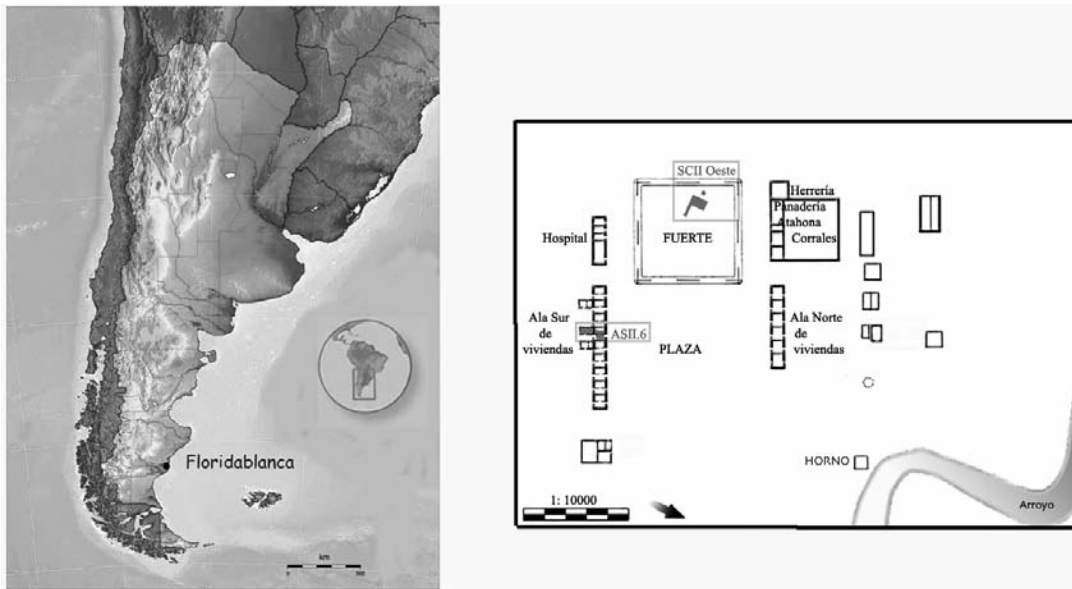 Floridablanca
km
0
SCII Oeste
Herrería
Panadería
Atahona
Hospital
FUERTE
Corrales
Ala Sur
de
viviendas
ASII.6
PLAZA
Ala Norte
de
viviendas
HORNO
1: 10000
Arroyo